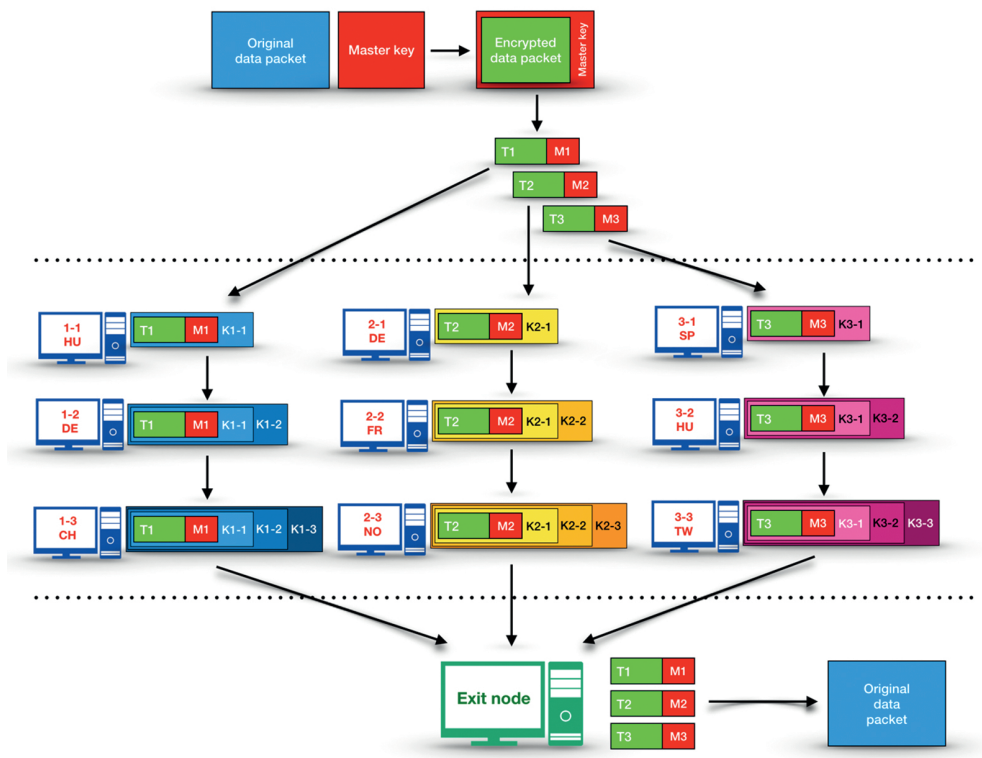 Original
data packet
Master key
Encrypted
data packet
Master key
T1 M1
T2 M2
T3 M3
1-1
HU
T1 M1 K1-1
2-1
DE
T2 M2 K2-1
3-1
SP
T3 M3 K3-1
1-2
DE
T1 M1 K1-1 K1-2
2-2
FR
T2 M2 K2-1 K2-2
3-2
HU
T3 M3 K3-1 K3-2
1-3
CH
T1 M1 K1-1 K1-2 K1-3
2-3
NO
T2 M2 K2-1 K2-2 K2-3
3-3
TW
T3 M3 K3-1 K3-2 K3-3
Exit node
T1 M1
T2 M2
T3 M3
Original
data
packet